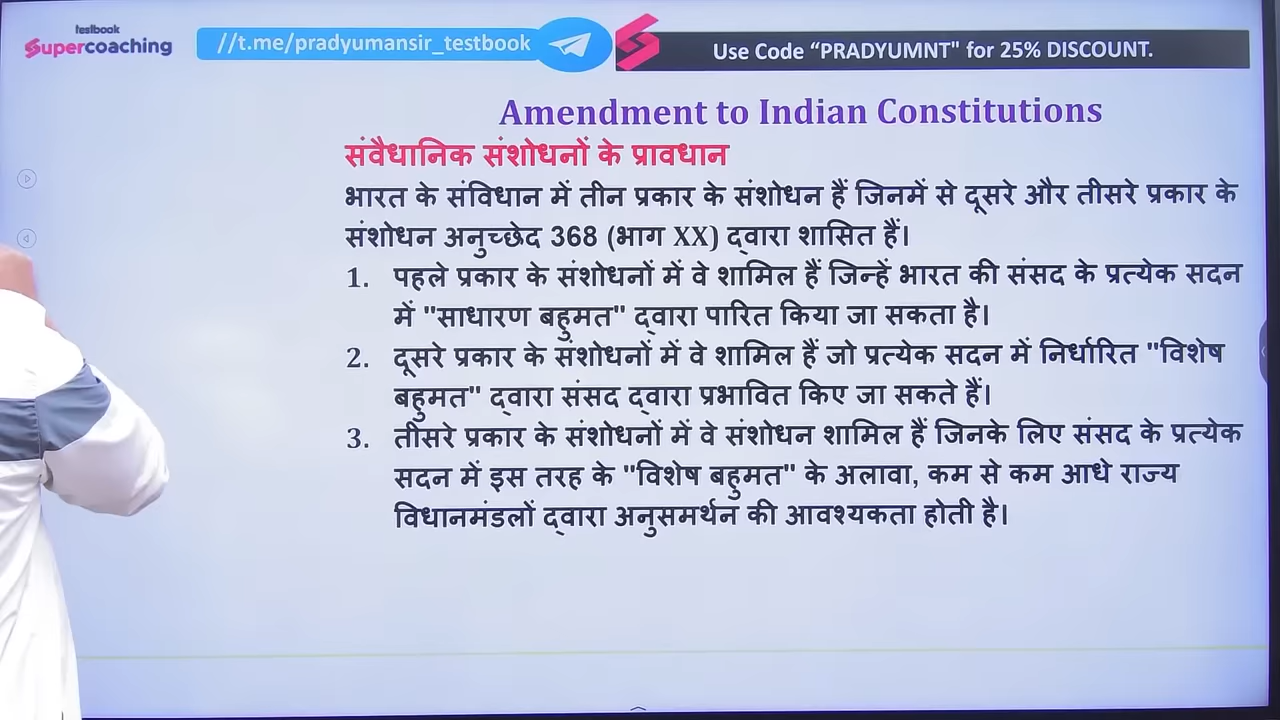 testbook
Supercoaching
//t.me/pradyumansir_testbook
Use Code “PRADYUMNT" for 25% DISCOUNT.
Amendment to Indian Constitutions
संवैधानिक संशोधनों के प्रावधान
भारत के संविधान में तीन प्रकार के संशोधन हैं जिनमें से दूसरे और तीसरे प्रकार के
संशोधन अनुच्छेद 368 (भाग XX) द्वारा शासित हैं।
1. पहले प्रकार के संशोधनों में वे शामिल हैं जिन्हें भारत की संसद के प्रत्येक सदन
में "साधारण बहुमत" द्वारा पारित किया जा सकता है।
2. दूसरे प्रकार के संशोधनों में वे शामिल हैं जो प्रत्येक सदन में निर्धारित "विशेष
बहुमत" द्वारा संसद द्वारा प्रभावित किए जा सकते हैं।
3. तीसरे प्रकार के संशोधनों में वे संशोधन शामिल हैं जिनके लिए संसद के प्रत्येक
सदन में इस तरह के "विशेष बहुमत" के अलावा, कम से कम आधे राज्य
विधानमंडलों द्वारा अनुसमर्थन की आवश्यकता होती है।